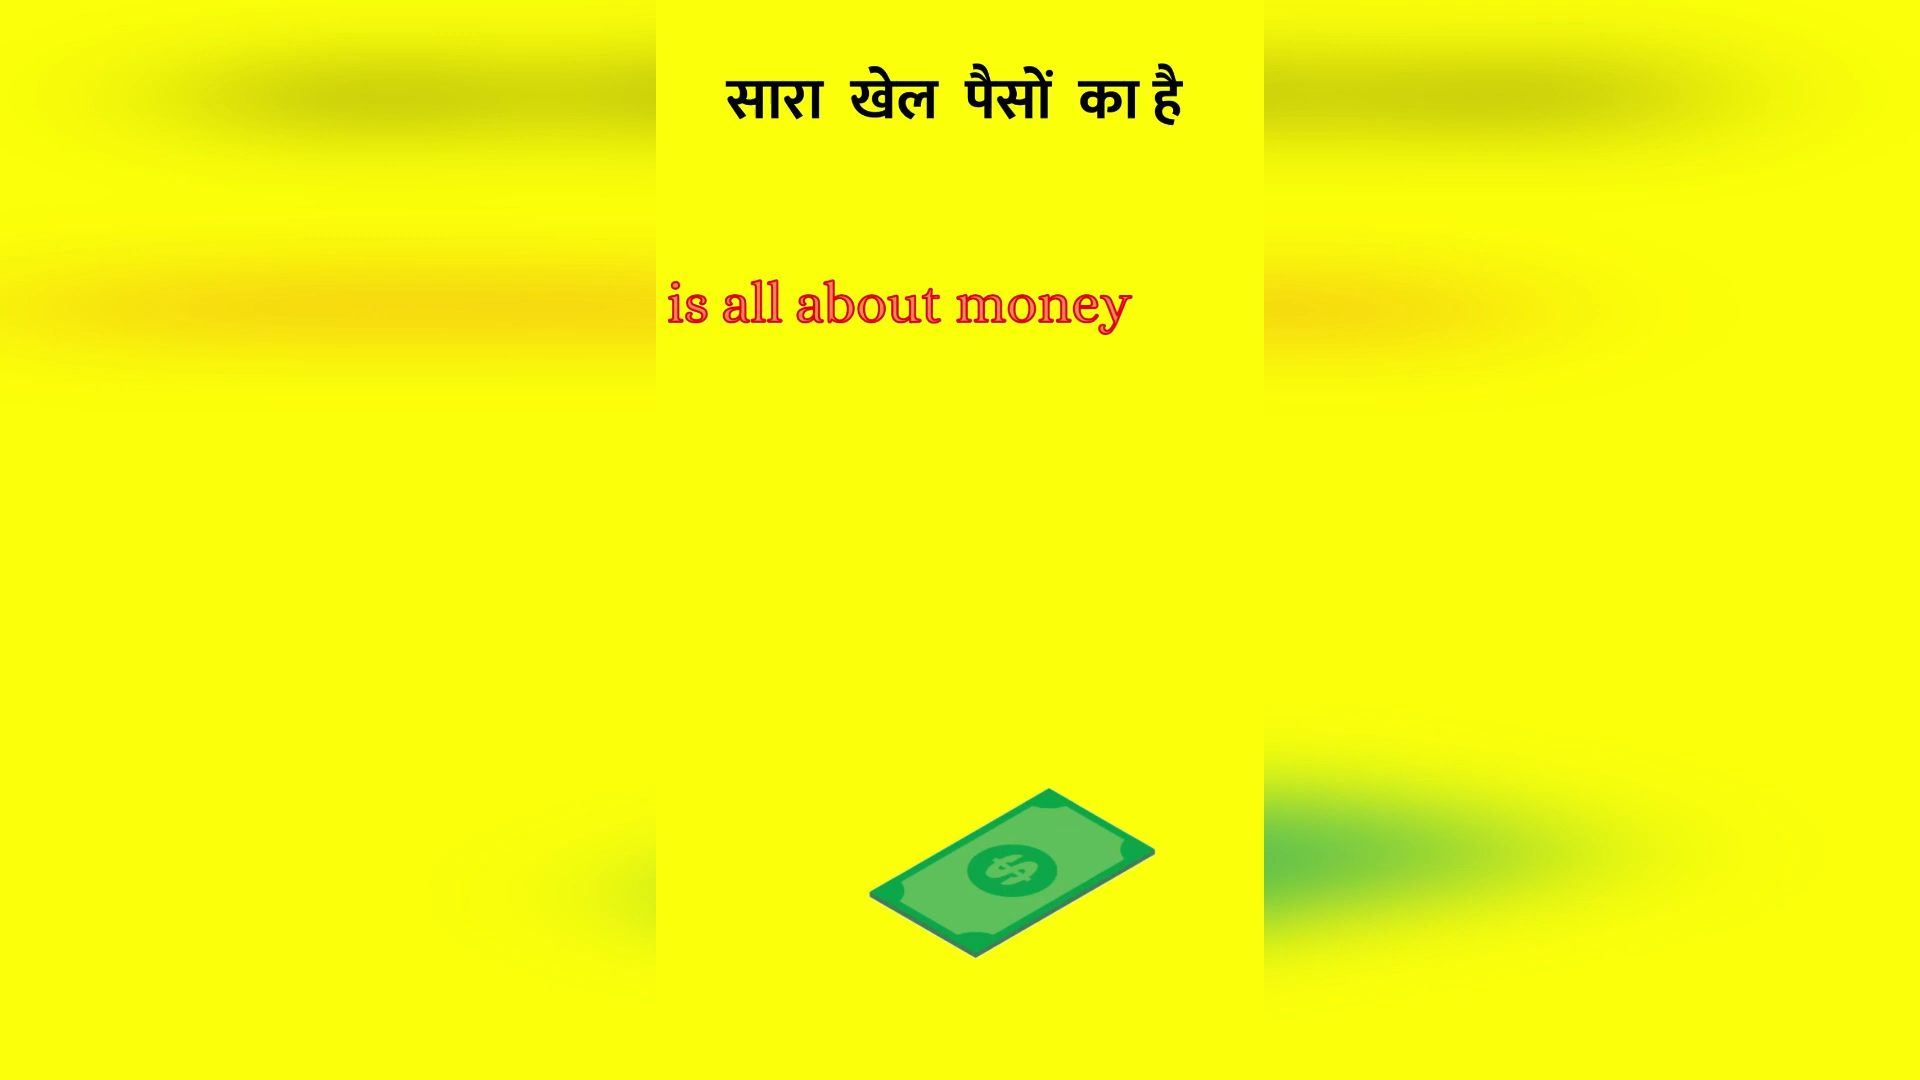 सारा खेल पैसों का है
is all about money
$